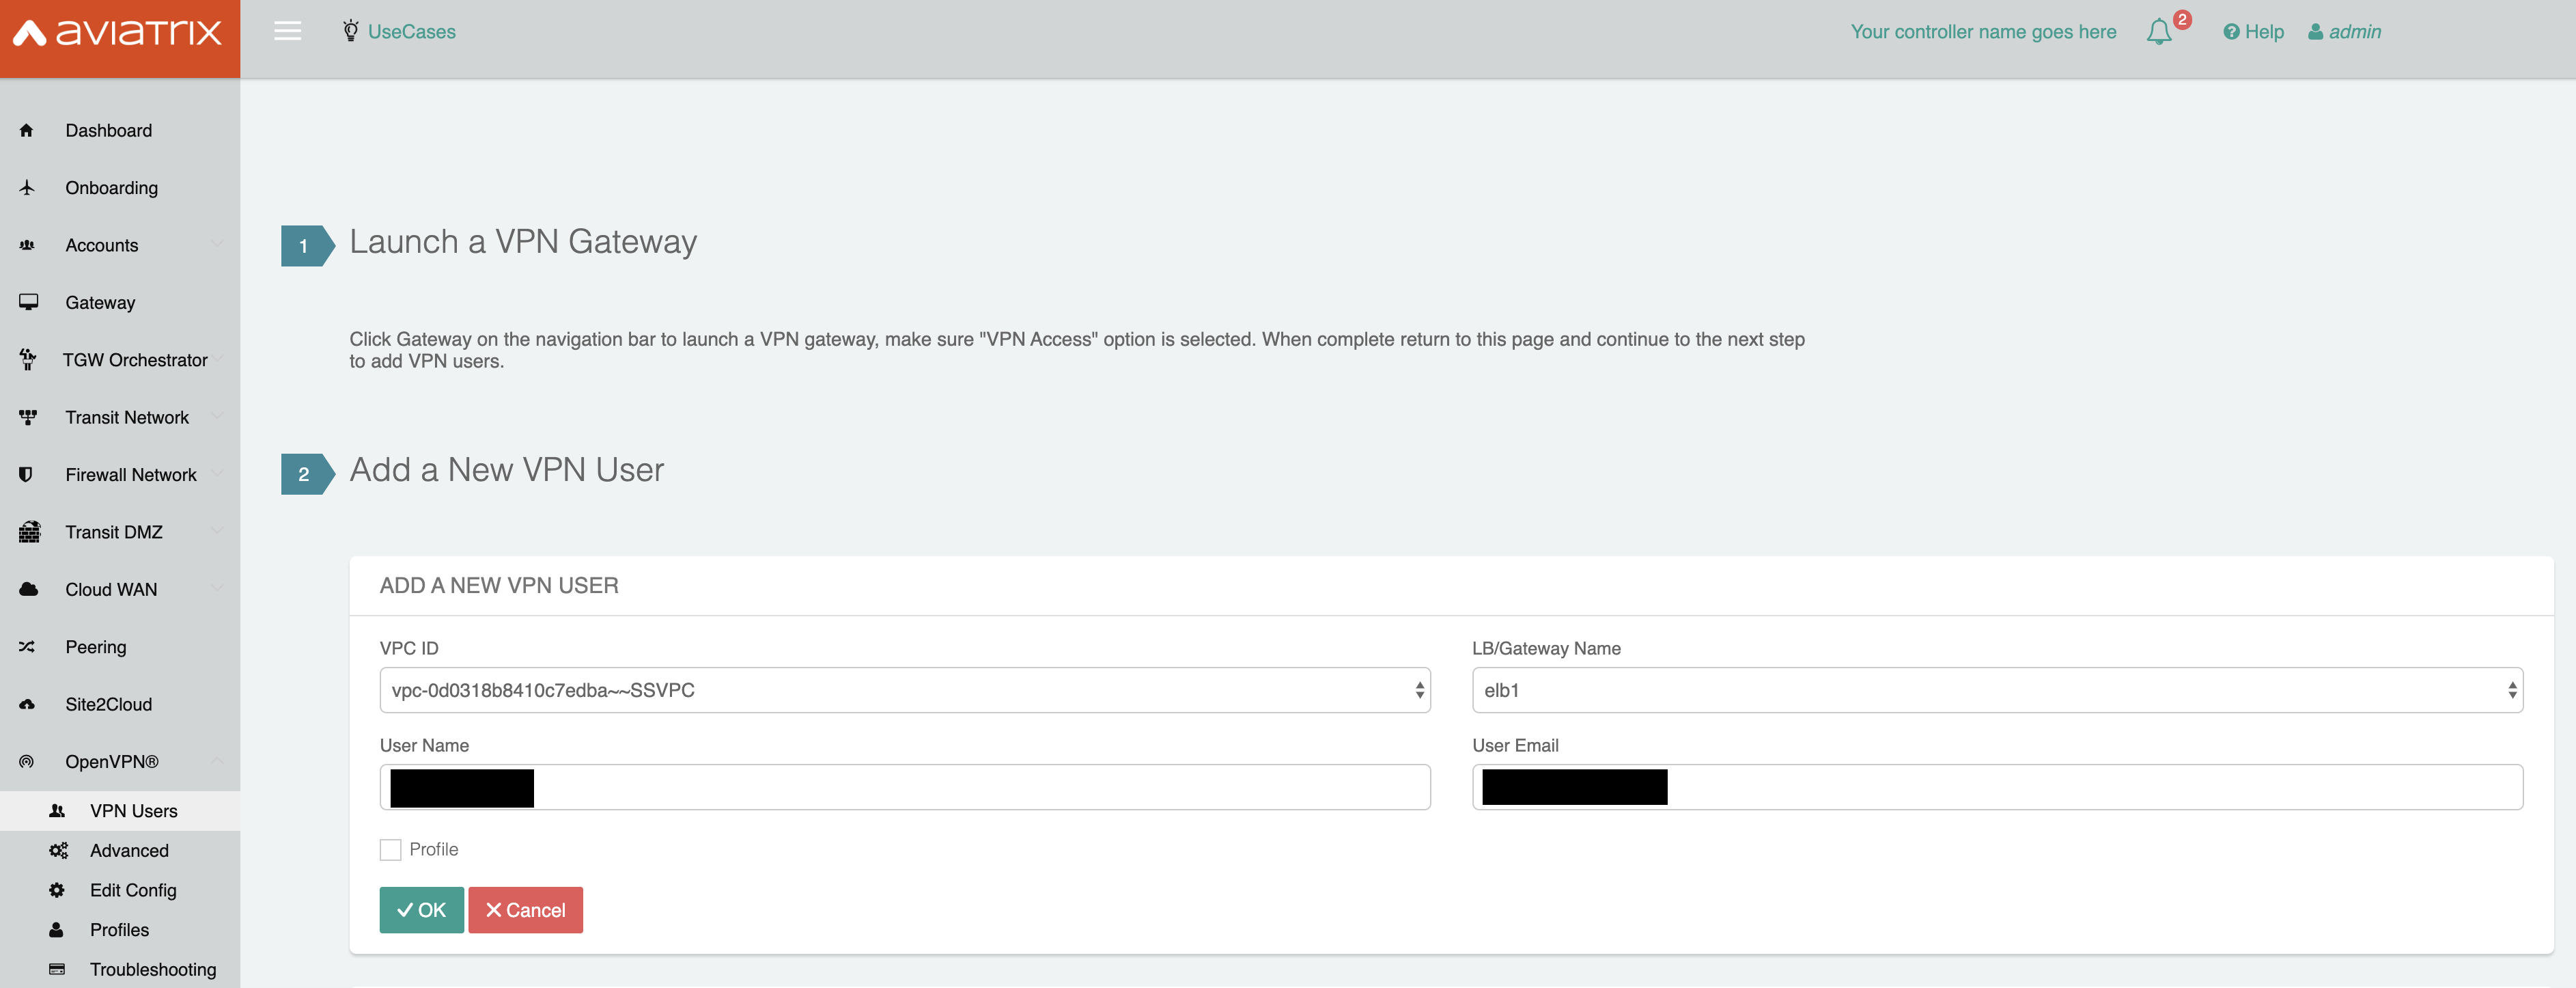 aviatrix
UseCases
Your controller name goes here
2
Help
admin
Dashboard
Onboarding
Accounts
Gateway
TGW Orchestrator
Transit Network
Firewall Network
Transit DMZ
Cloud WAN
Peering
Site2Cloud
OpenVPN®
VPN Users
Advanced
Edit Config
Profiles
Troubleshooting
1
Launch a VPN Gateway
Click Gateway on the navigation bar to launch a VPN gateway, make sure "VPN Access" option is selected. When complete return to this page and continue to the next step
to add VPN users.
2
Add a New VPN User
ADD A NEW VPN USER
VPC ID
LB/Gateway Name
vpc-0d0318b8410c7edba~~SSVPC
elb1
User Name
User Email
Profile
OK
Cancel